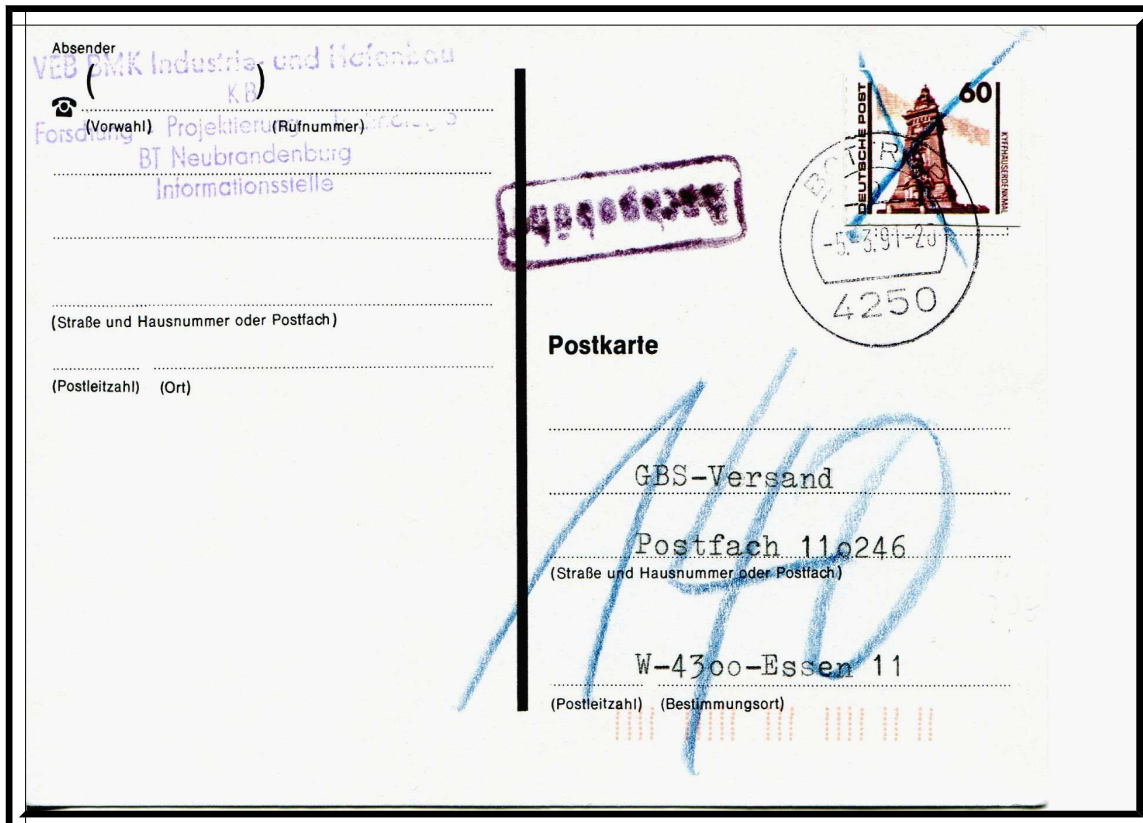 Absender
VEB BMK Industrie- und Hafenbau
( )
KB
(Vorwahl) (Rufnummer)
Forschung Projektierung Technologie
BT Neubrandenburg
Informationsstelle
(Straße und Hausnummer oder Postfach)
(Postleitzahl) (Ort)
60
DEUTSCHE POST
KYFFHÄUSERDENKMAL
-5.-3.91-20
4250
Postkarte
140
GBS-Versand
Postfach 11o246
(Straße und Hausnummer oder Postfach)
W-43oo-Essen 11
(Postleitzahl) (Bestimmungsort)